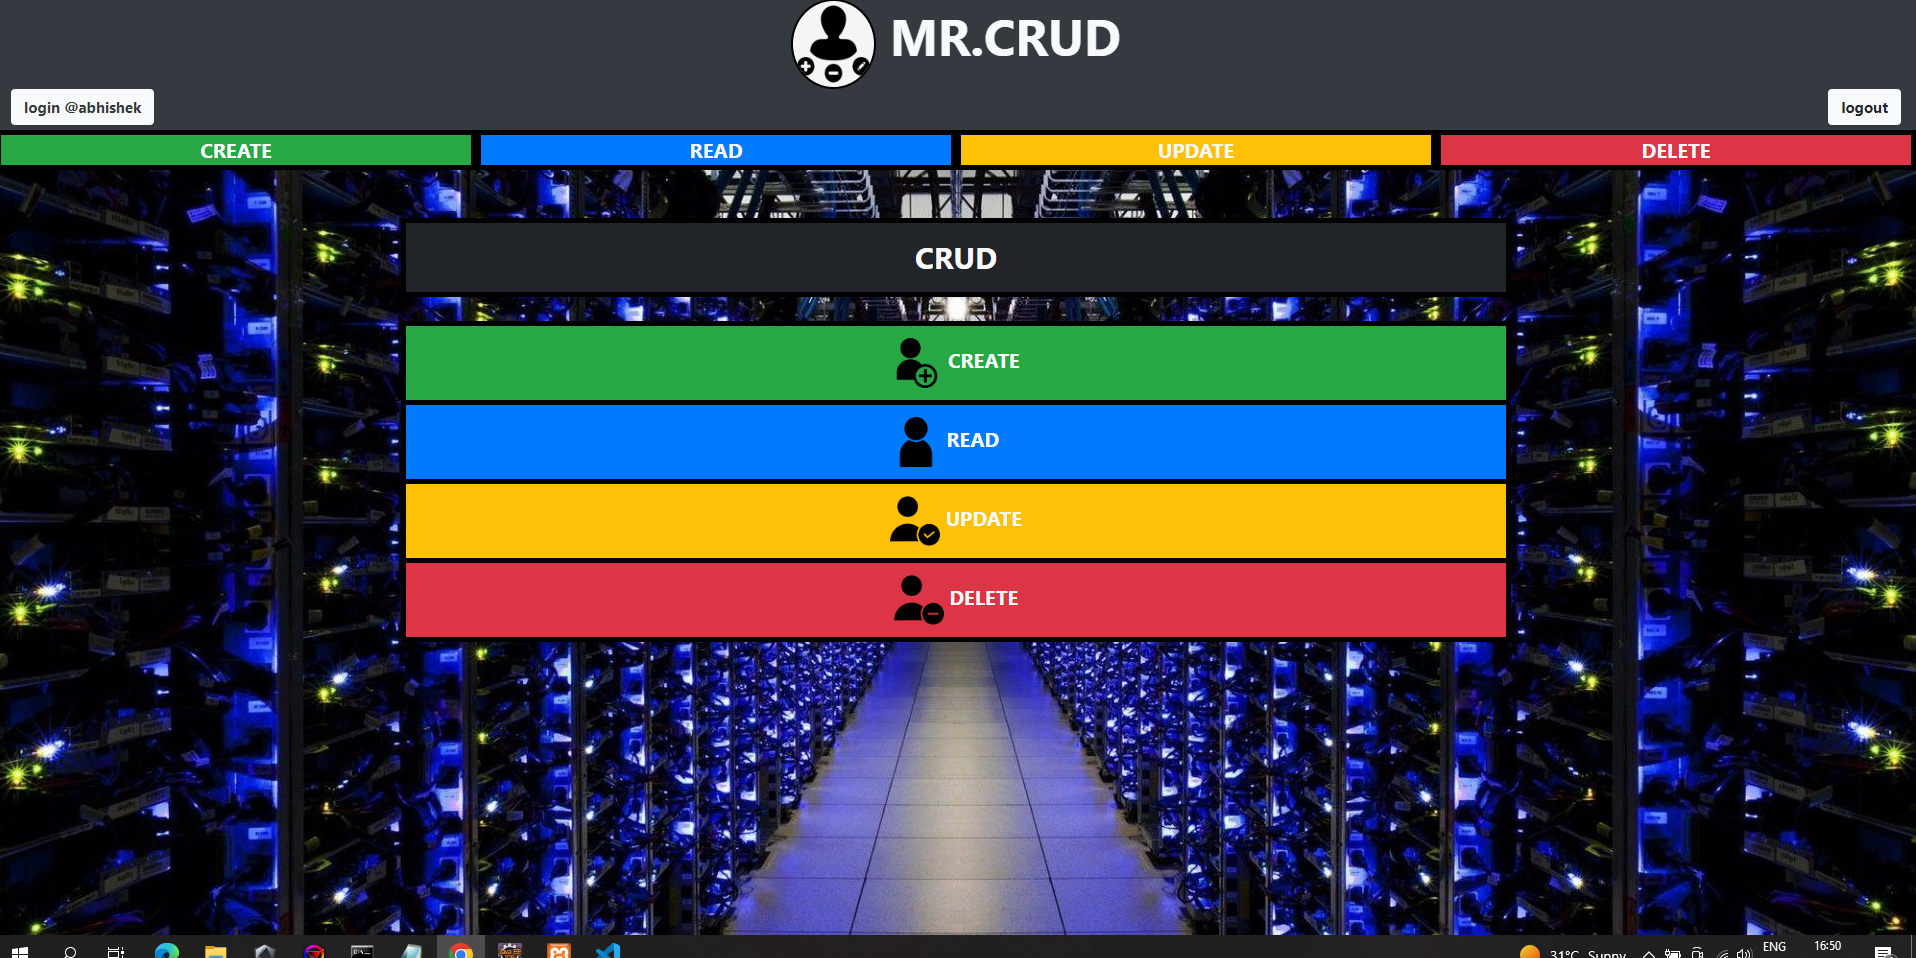 MR.CRUD
login @abhishek
logout
CREATE READ UPDATE DELETE
CRUD
CREATE
READ
UPDATE
DELETE
31°C Sunny
ENG
16:50